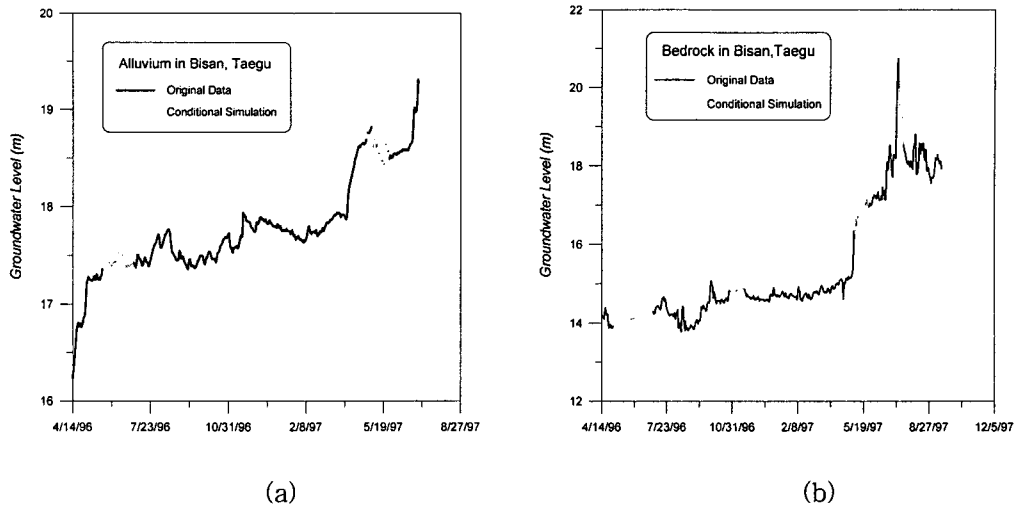 20
19
18
17
16
Groundwater Level (m)
Alluvium in Bisan, Taegu
Original Data
Conditional Simulation
4/14/96 7/23/96 10/31/96 2/8/97 5/19/97 8/27/97
(a)
22
20
18
16
14
12
Groundwater Level (m)
Bedrock in Bisan,Taegu
Original Data
Conditional Simulation
4/14/96 7/23/96 10/31/96 2/8/97 5/19/97 8/27/97 12/5/97
(b)